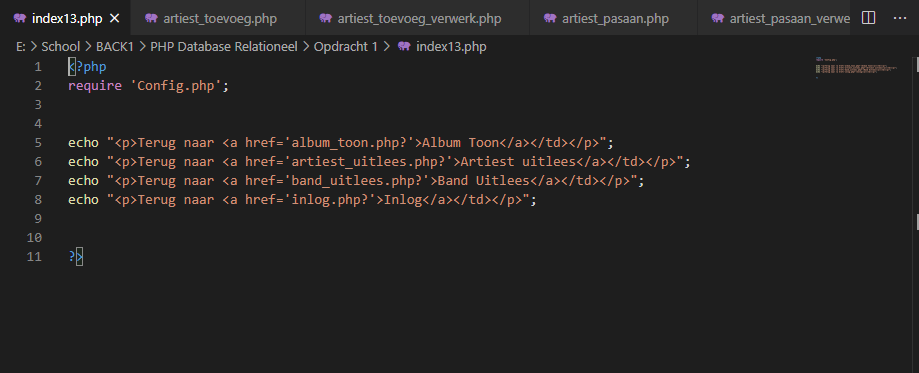 index13.php × artiest_toevoeg.php artiest_toevoeg_verwerk.php artiest_pasaan.php artiest_pasaan_verwe ···
E: > School > BACK1 > PHP Database Relationeel > Opdracht 1 > index13.php
1 <?php
2 require 'Config.php';
3
4
5 echo "<p>Terug naar <a href='album_toon.php?'>Album Toon</a></td></p>";
6 echo "<p>Terug naar <a href='artiest_uitlees.php?'>Artiest uitlees</a></td></p>";
7 echo "<p>Terug naar <a href='band_uitlees.php?'>Band Uitlees</a></td></p>";
8 echo "<p>Terug naar <a href='inlog.php?'>Inlog</a></td></p>";
9
10
11 ?>